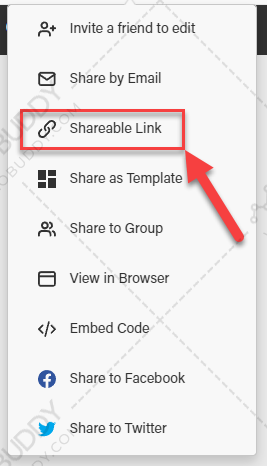 Invite a friend to edit
Share by Email
Shareable Link
Share as Template
Share to Group
View in Browser
Embed Code
Share to Facebook
Share to Twitter